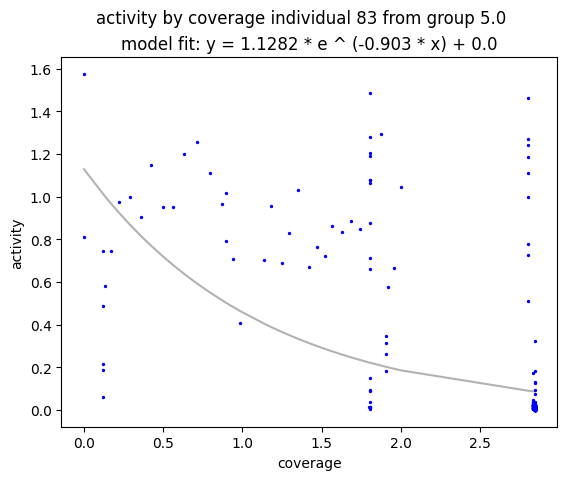 activity by coverage individual 83 from group 5.0
model fit: y = 1.1282 * e ^ (-0.903 * x) + 0.0
1.6
1.4
1.2
1.0
0.8
0.6
0.4
0.2
0.0
activity
0.0 0.5 1.0 1.5 2.0 2.5
coverage